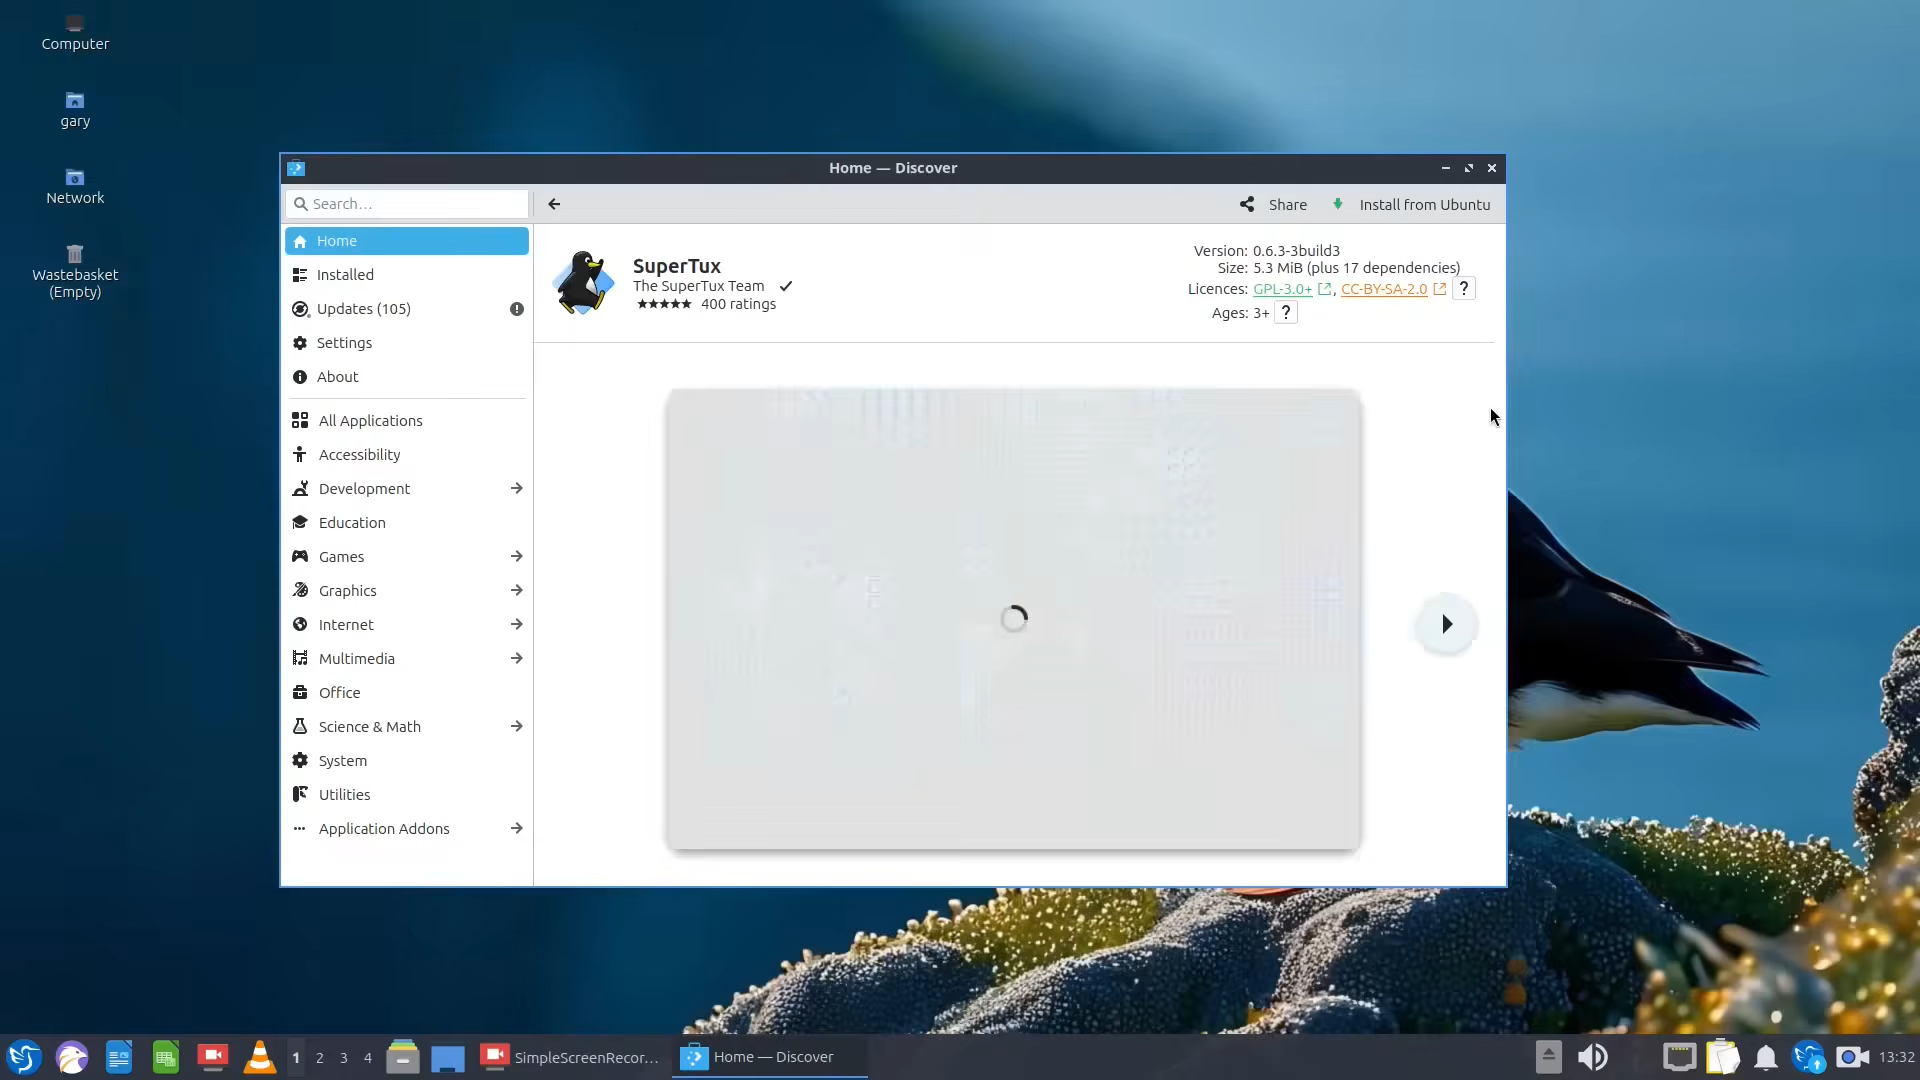 Computer
gary
Network
Wastebasket
(Empty)
Home — Discover
Search...
Share
Install from Ubuntu
Home
Installed
Updates (105)
Settings
About
All Applications
Accessibility
Development
Education
Games
Graphics
Internet
Multimedia
Office
Science & Math
System
Utilities
Application Addons
SuperTux
The SuperTux Team
400 ratings
Version: 0.6.3-3build3
Size: 5.3 MiB (plus 17 dependencies)
Licences: GPL-3.0+ , CC-BY-SA-2.0 ?
Ages: 3+ ?
1 2 3 4
SimpleScreenRecor...
Home — Discover
13:32